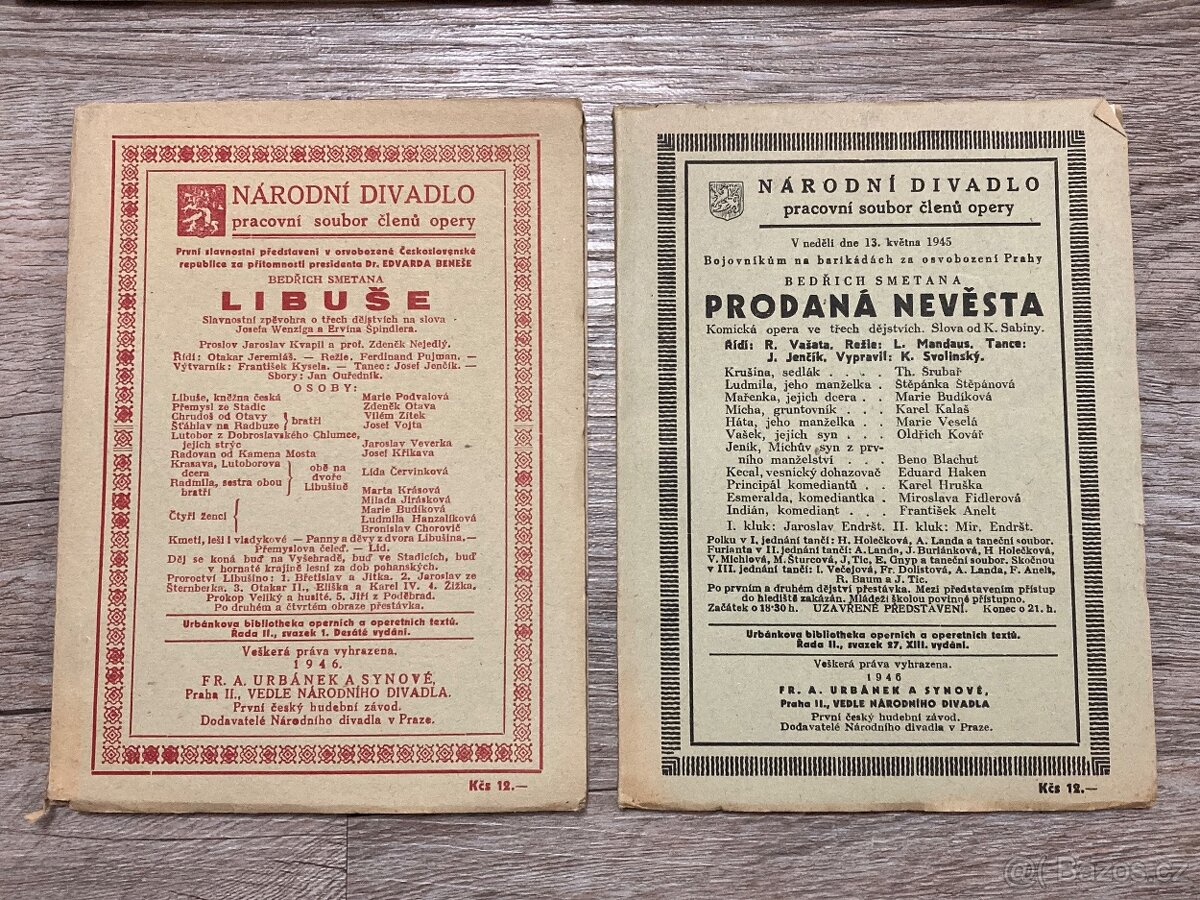 NÁRODNÍ DIVADLO
pracovní soubor členů opery
První slavnostní představení v osvobozené Československé
republice za přítomnosti presidenta Dr. EDVARDA BENEŠE
BEDŘICH SMETANA
LIBUŠE
Slavnostní zpěvohra o třech dějstvích na slova
Josefa Wenziga a Ervína Špindlera.
Proslov Jaroslav Kvapil a prof. Zdeněk Nejedlý.
Řídí: Otakar Jeremiáš. — Režie. Ferdinand Pujman. —
Výtvarník: František Kysela. — Tanec: Josef Jenčík. —
Sbory: Jan Ouředník.
OSOBY:
Libuše, kněžna česká Marie Podvalová
Přemysl ze Stadic Zdeněk Otava
Chrudoš od Otavy Vilém Zítek
Šťáhlav na Radbuze } bratři Josef Vojta
Lutobor z Dobroslavského Chlumce,
jejich strýc Jaroslav Veverka
Radovan od Kamena Mosta Josef Křikava
Krasava, Lutoborova
dcera } obě na dvoře Libušině Lída Červinková
Radmila, sestra obou
bratří Marta Krásová
Čtyři ženci { Milada Jirásková
Marie Budíková
Ludmila Hanzalíková
Bronislav Chorovič
Kmeti, leši i vladykové — Panny a děvy z dvora Libušina.—
Přemyslova čeleď. — Lid.
Děj se koná buď na Vyšehradě, buď ve Stadicích, buď
v hornaté krajině lesní za dob pohanských.
Proroctví Libušino: 1. Břetislav a Jitka. 2. Jaroslav ze
Šternberka. 3. Otakar II., Eliška a Karel IV. 4. Žižka.
Prokop Veliký a husité. 5. Jiří z Poděbrad.
Po druhém a čtvrtém obraze přestávka.
Urbánkova bibliotheka operních a operetních textů.
Řada II., svazek 1. Desáté vydání.
Veškerá práva vyhrazena.
1946.
FR. A. URBÁNEK A SYNOVÉ,
Praha II., VEDLE NÁRODNÍHO DIVADLA.
První český hudební závod.
Dodavatelé Národního divadla v Praze.
Kčs 12.—
NÁRODNÍ DIVADLO
pracovní soubor členů opery
V neděli dne 13. května 1945
Bojovníkům na barikádách za osvobození Prahy
BEDŘICH SMETANA
PRODANÁ NEVĚSTA
Komická opera ve třech dějstvích. Slova od K. Sabiny.
Řídí: R. Vašata, Režie: L. Mandaus, Tance:
J. Jenčík, Vypravil: K. Svolinský.
Krušina, sedlák . . . . Th. Šrubař
Ludmila, jeho manželka . Štěpánka Štěpánová
Mařenka, jejich dcera . . Marie Budíková
Mícha, gruntovník . . . Karel Kalaš
Háta, jeho manželka . . Marie Veselá
Vašek, jejich syn . . . Oldřich Kovář
Jeník, Míchův syn z prv-
ního manželství . . Beno Blachut
Kecal, vesnický dohazovač Eduard Haken
Principál komediantů . . Karel Hruška
Esmeralda, komediantka . Miroslava Fidlerová
Indián, komediant . . František Anelt
I. kluk: Jaroslav Endršt. II. kluk: Mir. Endršt.
Polku v I. jednání tančí: H. Holečková, A. Landa a taneční soubor.
Furianta v II. jednání tančí: A. Landa, J. Buriánková, H Holečková,
V. Michlová, M. Šturcová, J. Tic, E. Gnyp a taneční soubor. Skočnou
v III. jednání tančí: I. Večejová, Fr. Dolistová, A. Landa, F. Anelt,
R. Baum a J. Tic.
Po prvním a druhém dějství přestávka. Mezi představením přístup
do hlediště zakázán. Mládeži školou povinné přístupno.
Začátek o 18·30 h. UZAVŘENÉ PŘEDSTAVENÍ. Konec o 21. h.
Urbánkova bibliotheka operních a operetních textů.
Řada II., svazek 27. XIII. vydání.
Veškerá práva vyhrazena.
1946
FR. A. URBÁNEK A SYNOVÉ,
Praha II., VEDLE NÁRODNÍHO DIVADLA
První český hudební závod.
Dodavatelé Národního divadla v Praze.
Kčs 12.—
Bazoš.cz